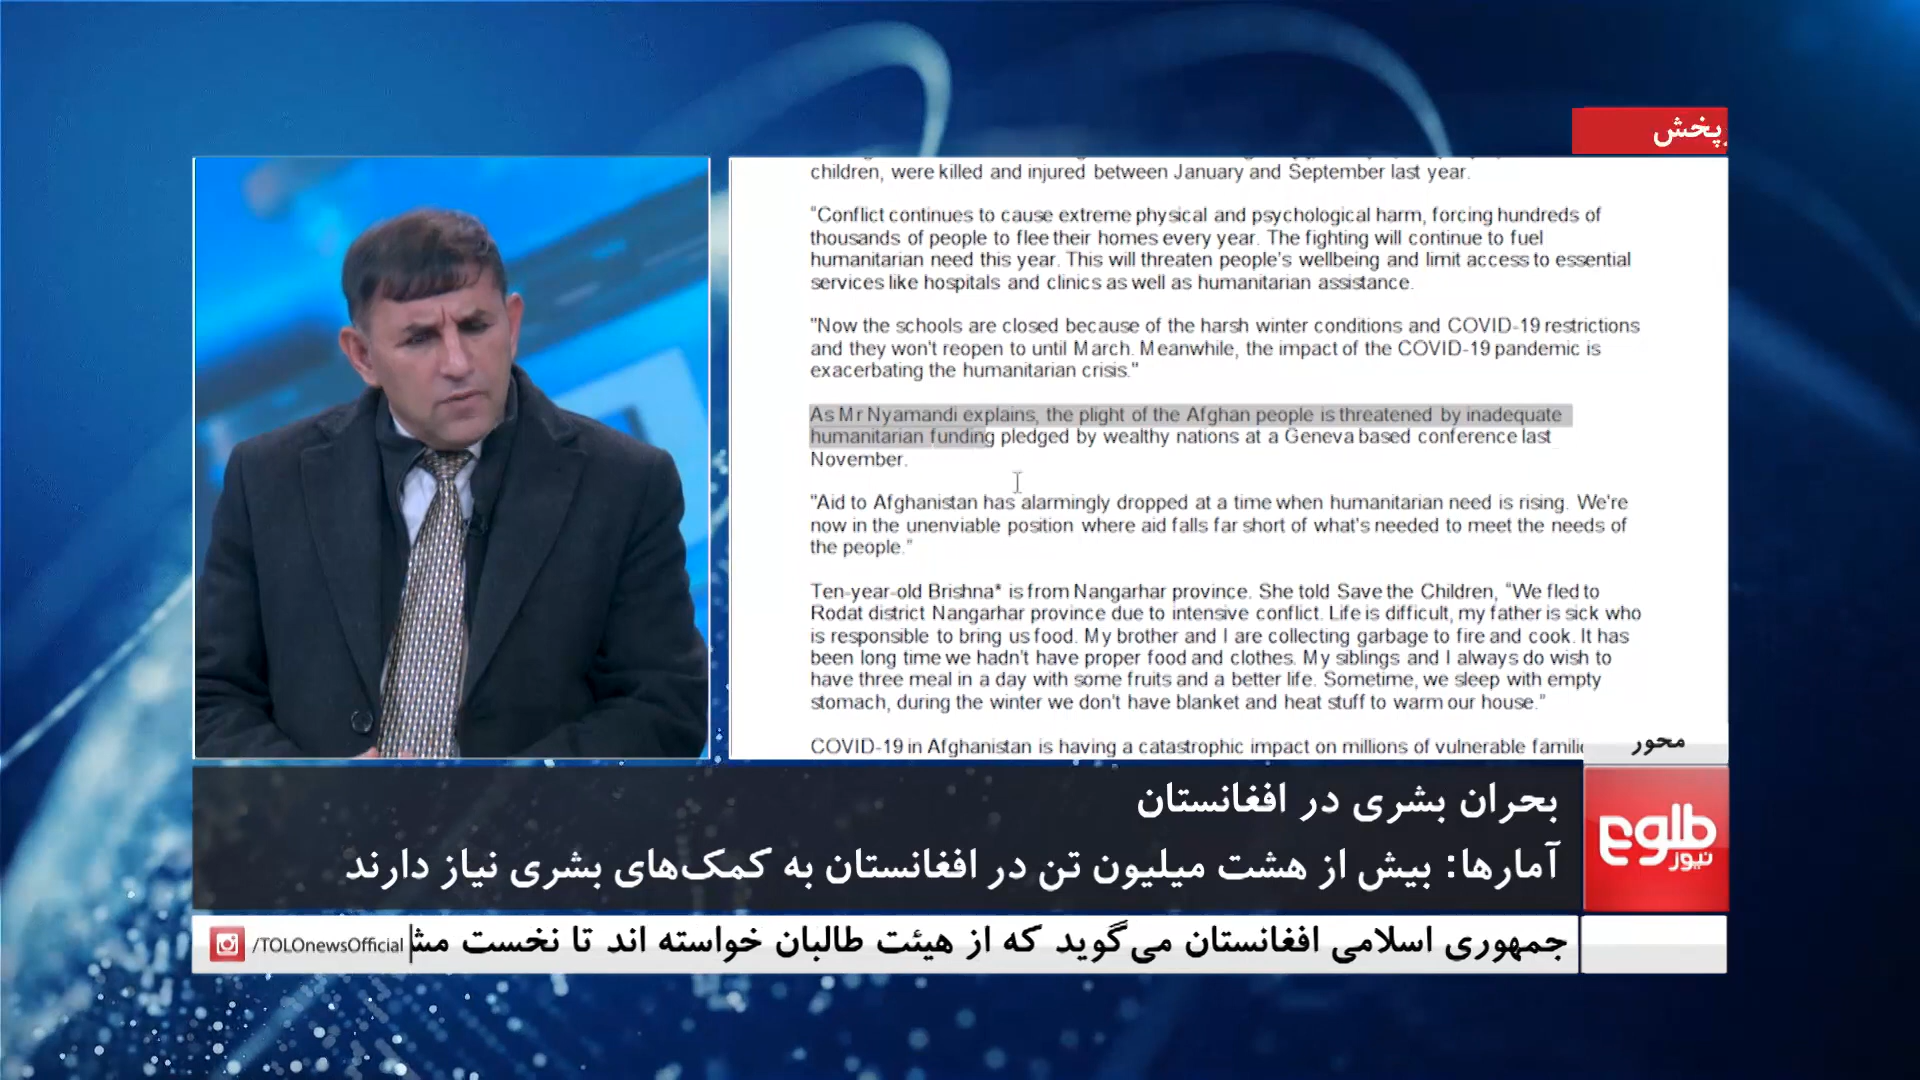 پخش
children, were killed and injured between January and September last year.
"Conflict continues to cause extreme physical and psychological harm, forcing hundreds of
thousands of people to flee their homes every year. The fighting will continue to fuel
humanitarian need this year. This will threaten people's wellbeing and limit access to essential
services like hospitals and clinics as well as humanitarian assistance.
"Now the schools are closed because of the harsh winter conditions and COVID-19 restrictions
and they won't reopen to until March. Meanwhile, the impact of the COVID-19 pandemic is
exacerbating the humanitarian crisis."
As Mr Nyamandi explains, the plight of the Afghan people is threatened by inadequate
humanitarian funding pledged by wealthy nations at a Geneva based conference last
November.
"Aid to Afghanistan has alarmingly dropped at a time when humanitarian need is rising. We're
now in the unenviable position where aid falls far short of what's needed to meet the needs of
the people."
Ten-year-old Brishna* is from Nangarhar province. She told Save the Children, "We fled to
Rodat district Nangarhar province due to intensive conflict. Life is difficult, my father is sick who
is responsible to bring us food. My brother and I are collecting garbage to fire and cook. It has
been long time we hadn't have proper food and clothes. My siblings and I always do wish to
have three meal in a day with some fruits and a better life. Sometime, we sleep with empty
stomach, during the winter we don't have blanket and heat stuff to warm our house."
COVID-19 in Afghanistan is having a catastrophic impact on millions of vulnerable
محور
بحران بشری در افغانستان
آمارها: بیش از هشت میلیون تن در افغانستان به کمک‌های بشری نیاز دارند
طلوع
نیوز
جمهوری اسلامی افغانستان می‌گوید که از هیئت طالبان خواسته اند تا نخست
/TOLOnewsOfficial